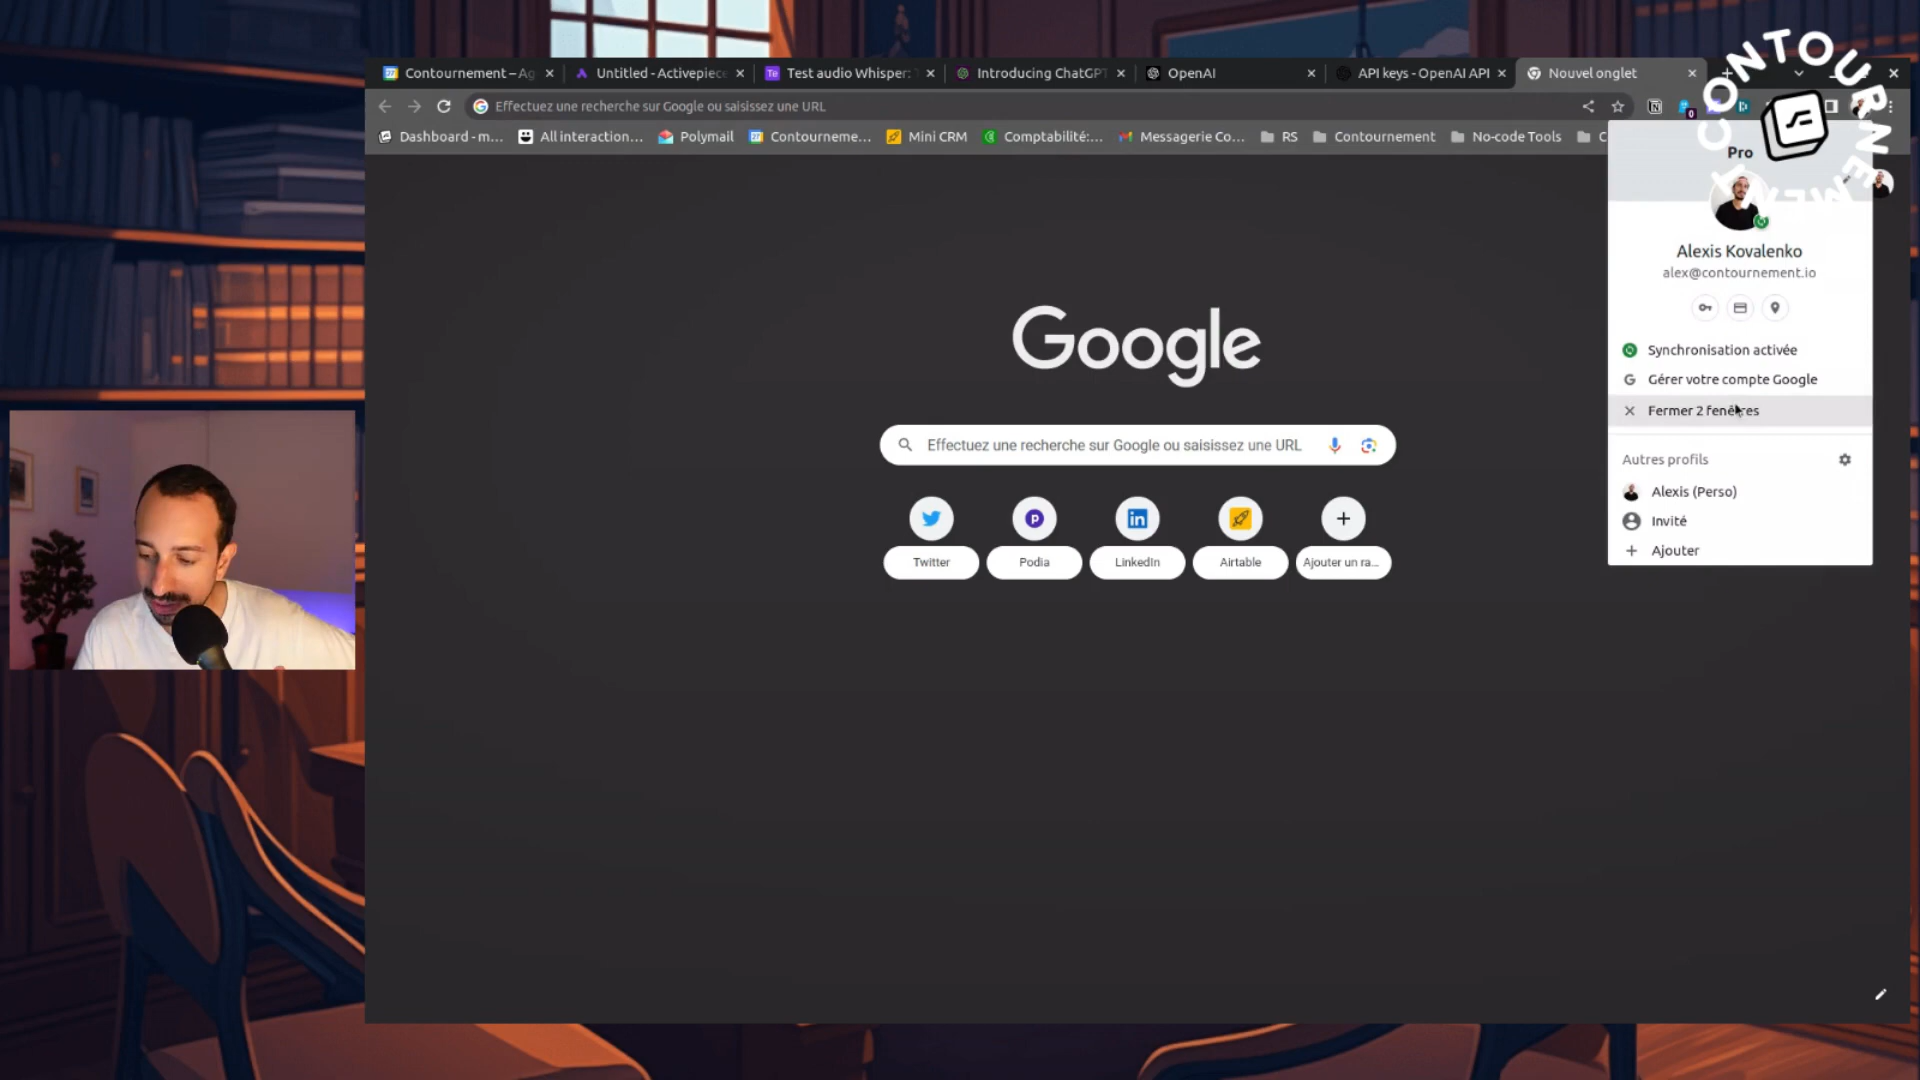 Contournement – Ag
Untitled - Activepiece
Test audio Whisper:
Introducing ChatGPT
OpenAI
API keys - OpenAI API
Nouvel onglet
Effectuez une recherche sur Google ou saisissez une URL
Dashboard - m...
All interaction...
Polymail
Contourneme...
Mini CRM
Comptabilité:...
Messagerie Co...
RS
Contournement
No-code Tools
C
CONTOURNEMENT
Pro
Alexis Kovalenko
alex@contournement.io
Synchronisation activée
Gérer votre compte Google
Fermer 2 fenêtres
Autres profils
Alexis (Perso)
Invité
Ajouter
Google
Effectuez une recherche sur Google ou saisissez une URL
Twitter
Podia
LinkedIn
Airtable
Ajouter un ra...